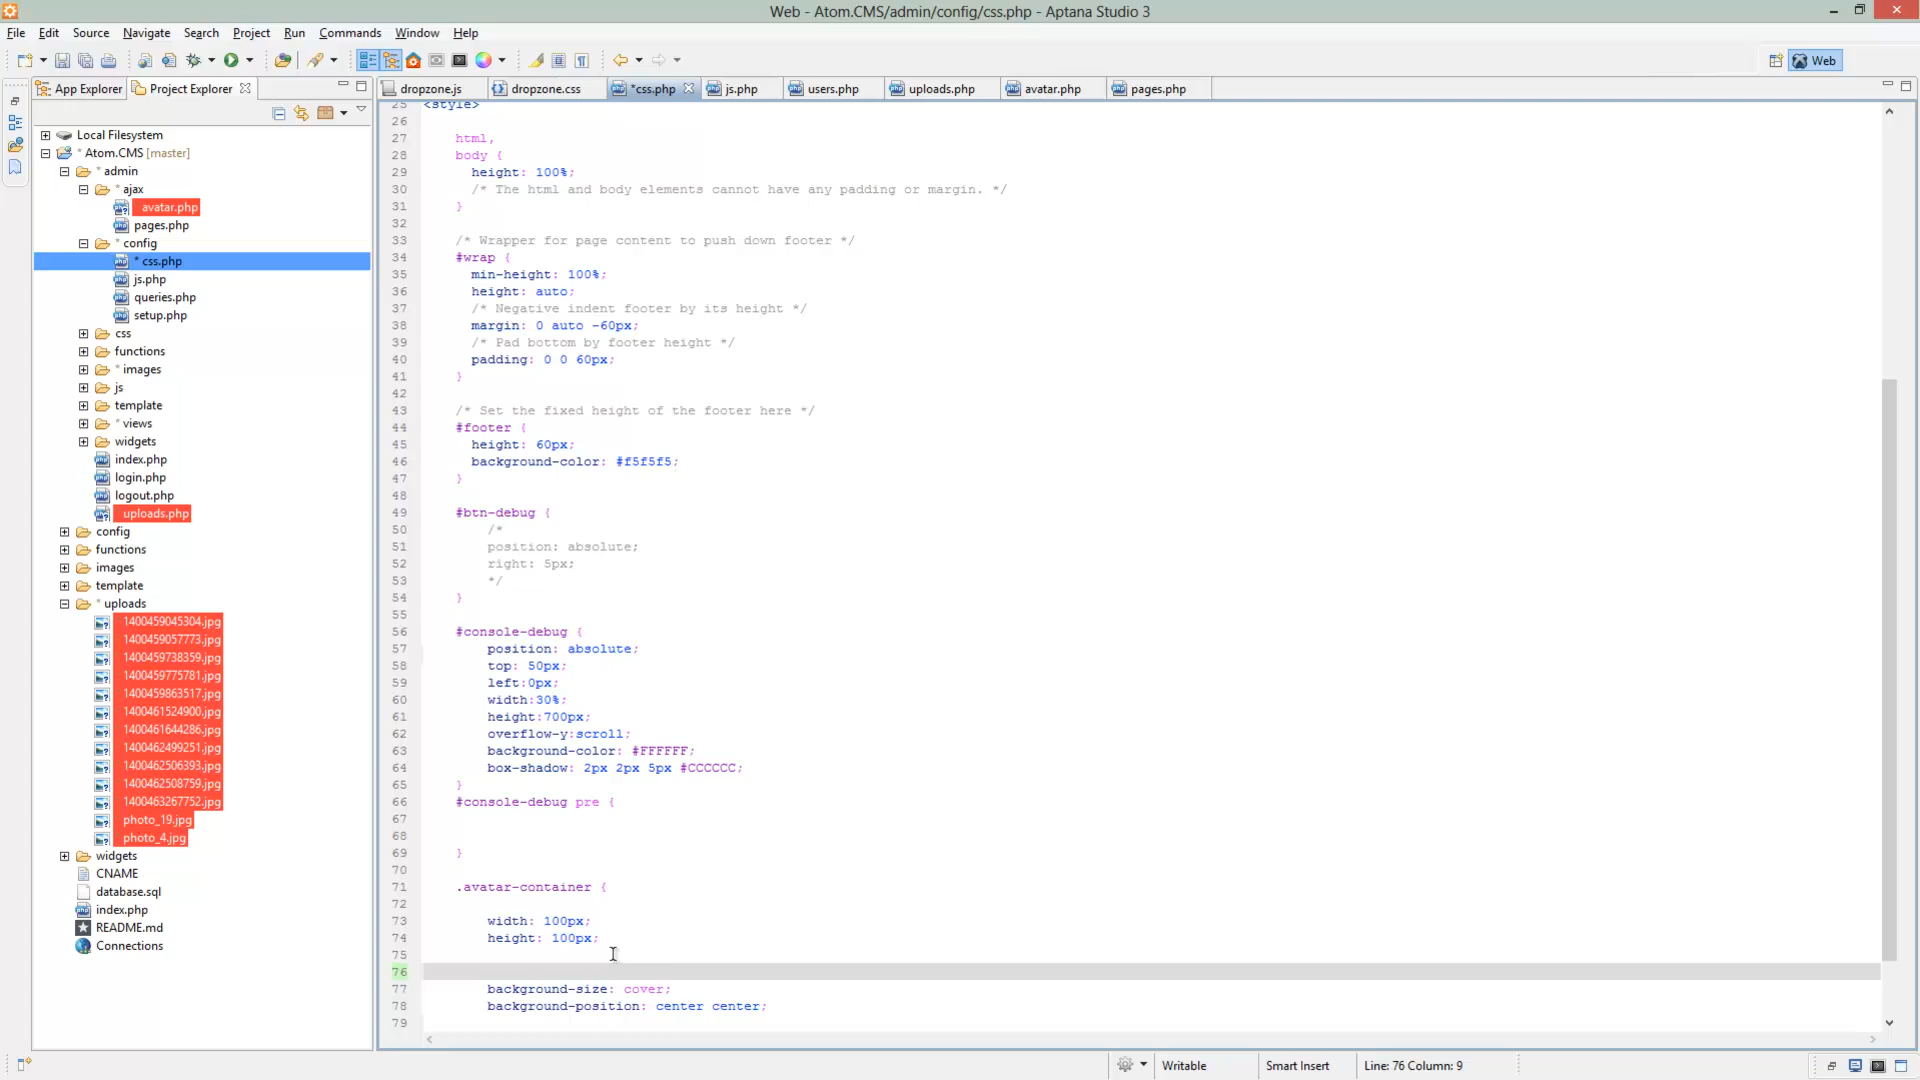 Web - Atom.CMS/admin/config/css.php - Aptana Studio 3
File Edit Source Navigate Search Project Run Commands Window Help
Web
App Explorer Project Explorer
dropzone.js dropzone.css *css.php js.php users.php uploads.php avatar.php pages.php
Local Filesystem
* Atom.CMS [master]
* admin
* ajax
avatar.php
pages.php
* config
* css.php
js.php
queries.php
setup.php
css
functions
* images
js
template
* views
widgets
index.php
login.php
logout.php
uploads.php
config
functions
images
template
* uploads
1400459045304.jpg
1400459057773.jpg
1400459738359.jpg
1400459775781.jpg
1400459863517.jpg
1400461524900.jpg
1400461644286.jpg
1400462499251.jpg
1400462506393.jpg
1400462508759.jpg
1400463267752.jpg
photo_19.jpg
photo_4.jpg
widgets
CNAME
database.sql
index.php
README.md
Connections
25 <style>
26
27 html,
28 body {
29 height: 100%;
30 /* The html and body elements cannot have any padding or margin. */
31 }
32
33 /* Wrapper for page content to push down footer */
34 #wrap {
35 min-height: 100%;
36 height: auto;
37 /* Negative indent footer by its height */
38 margin: 0 auto -60px;
39 /* Pad bottom by footer height */
40 padding: 0 0 60px;
41 }
42
43 /* Set the fixed height of the footer here */
44 #footer {
45 height: 60px;
46 background-color: #f5f5f5;
47 }
48
49 #btn-debug {
50 /*
51 position: absolute;
52 right: 5px;
53 */
54 }
55
56 #console-debug {
57 position: absolute;
58 top: 50px;
59 left:0px;
60 width:30%;
61 height:700px;
62 overflow-y:scroll;
63 background-color: #FFFFFF;
64 box-shadow: 2px 2px 5px #CCCCCC;
65 }
66 #console-debug pre {
67
68
69 }
70
71 .avatar-container {
72
73 width: 100px;
74 height: 100px;
75
76
77 background-size: cover;
78 background-position: center center;
79
Writable Smart Insert Line: 76 Column: 9